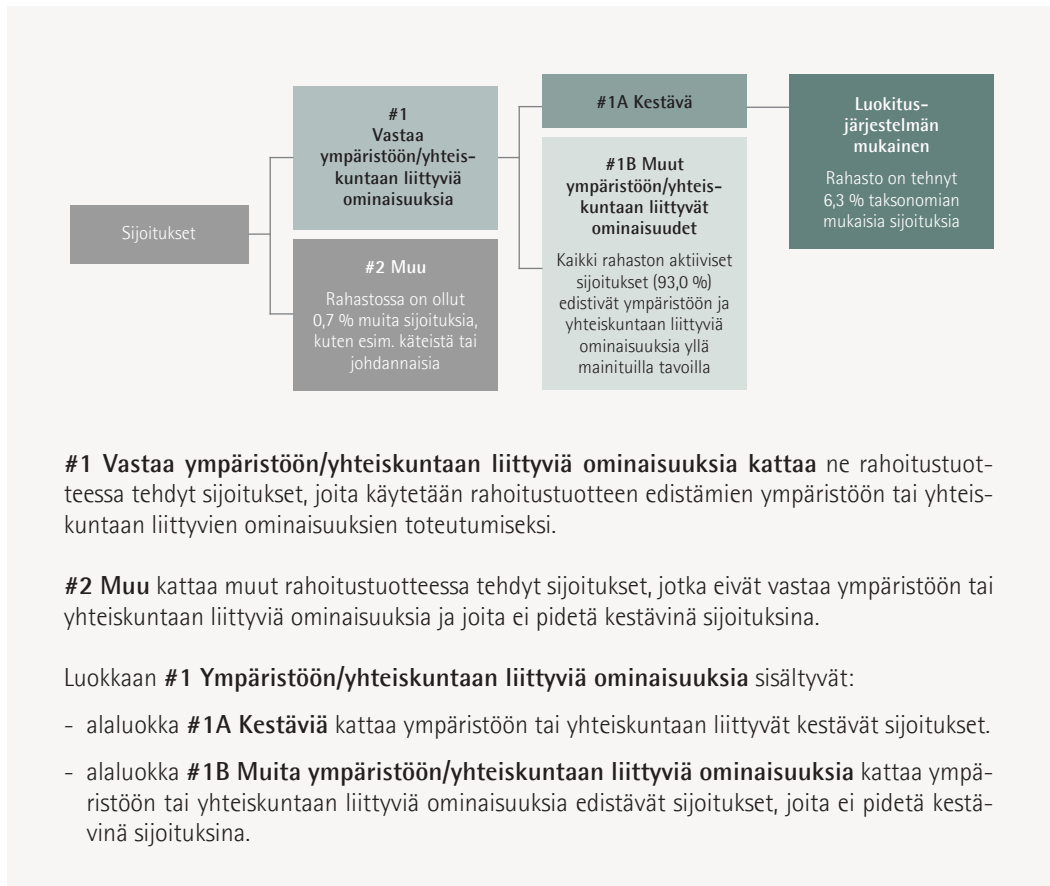 Sijoitukset
#1
Vastaa
ympäristöön/yhteis-
kuntaan liittyviä
ominaisuuksia
#2 Muu
Rahastossa on ollut
0,7 % muita sijoituksia,
kuten esim. käteistä tai
johdannaisia
#1A Kestävä
#1B Muut
ympäristöön/yhteis-
kuntaan liittyvät
ominaisuudet
Kaikki rahaston aktiiviset
sijoitukset (93,0 %)
edistivät ympäristöön ja
yhteiskuntaan liittyviä
ominaisuuksia yllä
mainituilla tavoilla
Luokitus-
järjestelmän
mukainen
Rahasto on tehnyt
6,3 % taksonomian
mukaisia sijoituksia
#1 Vastaa ympäristöön/yhteiskuntaan liittyviä ominaisuuksia kattaa ne rahoitustuot-
teessa tehdyt sijoitukset, joita käytetään rahoitustuotteen edistämien ympäristöön tai yhteis-
kuntaan liittyvien ominaisuuksien toteutumiseksi.
#2 Muu kattaa muut rahoitustuotteessa tehdyt sijoitukset, jotka eivät vastaa ympäristöön tai
yhteiskuntaan liittyviä ominaisuuksia ja joita ei pidetä kestävinä sijoituksina.
Luokkaan #1 Ympäristöön/yhteiskuntaan liittyviä ominaisuuksia sisältyvät:
- alaluokka #1A Kestäviä kattaa ympäristöön tai yhteiskuntaan liittyvät kestävät sijoitukset.
- alaluokka #1B Muita ympäristöön/yhteiskuntaan liittyviä ominaisuuksia kattaa ympä-
ristöön tai yhteiskuntaan liittyviä ominaisuuksia edistävät sijoitukset, joita ei pidetä kestä-
vinä sijoituksina.